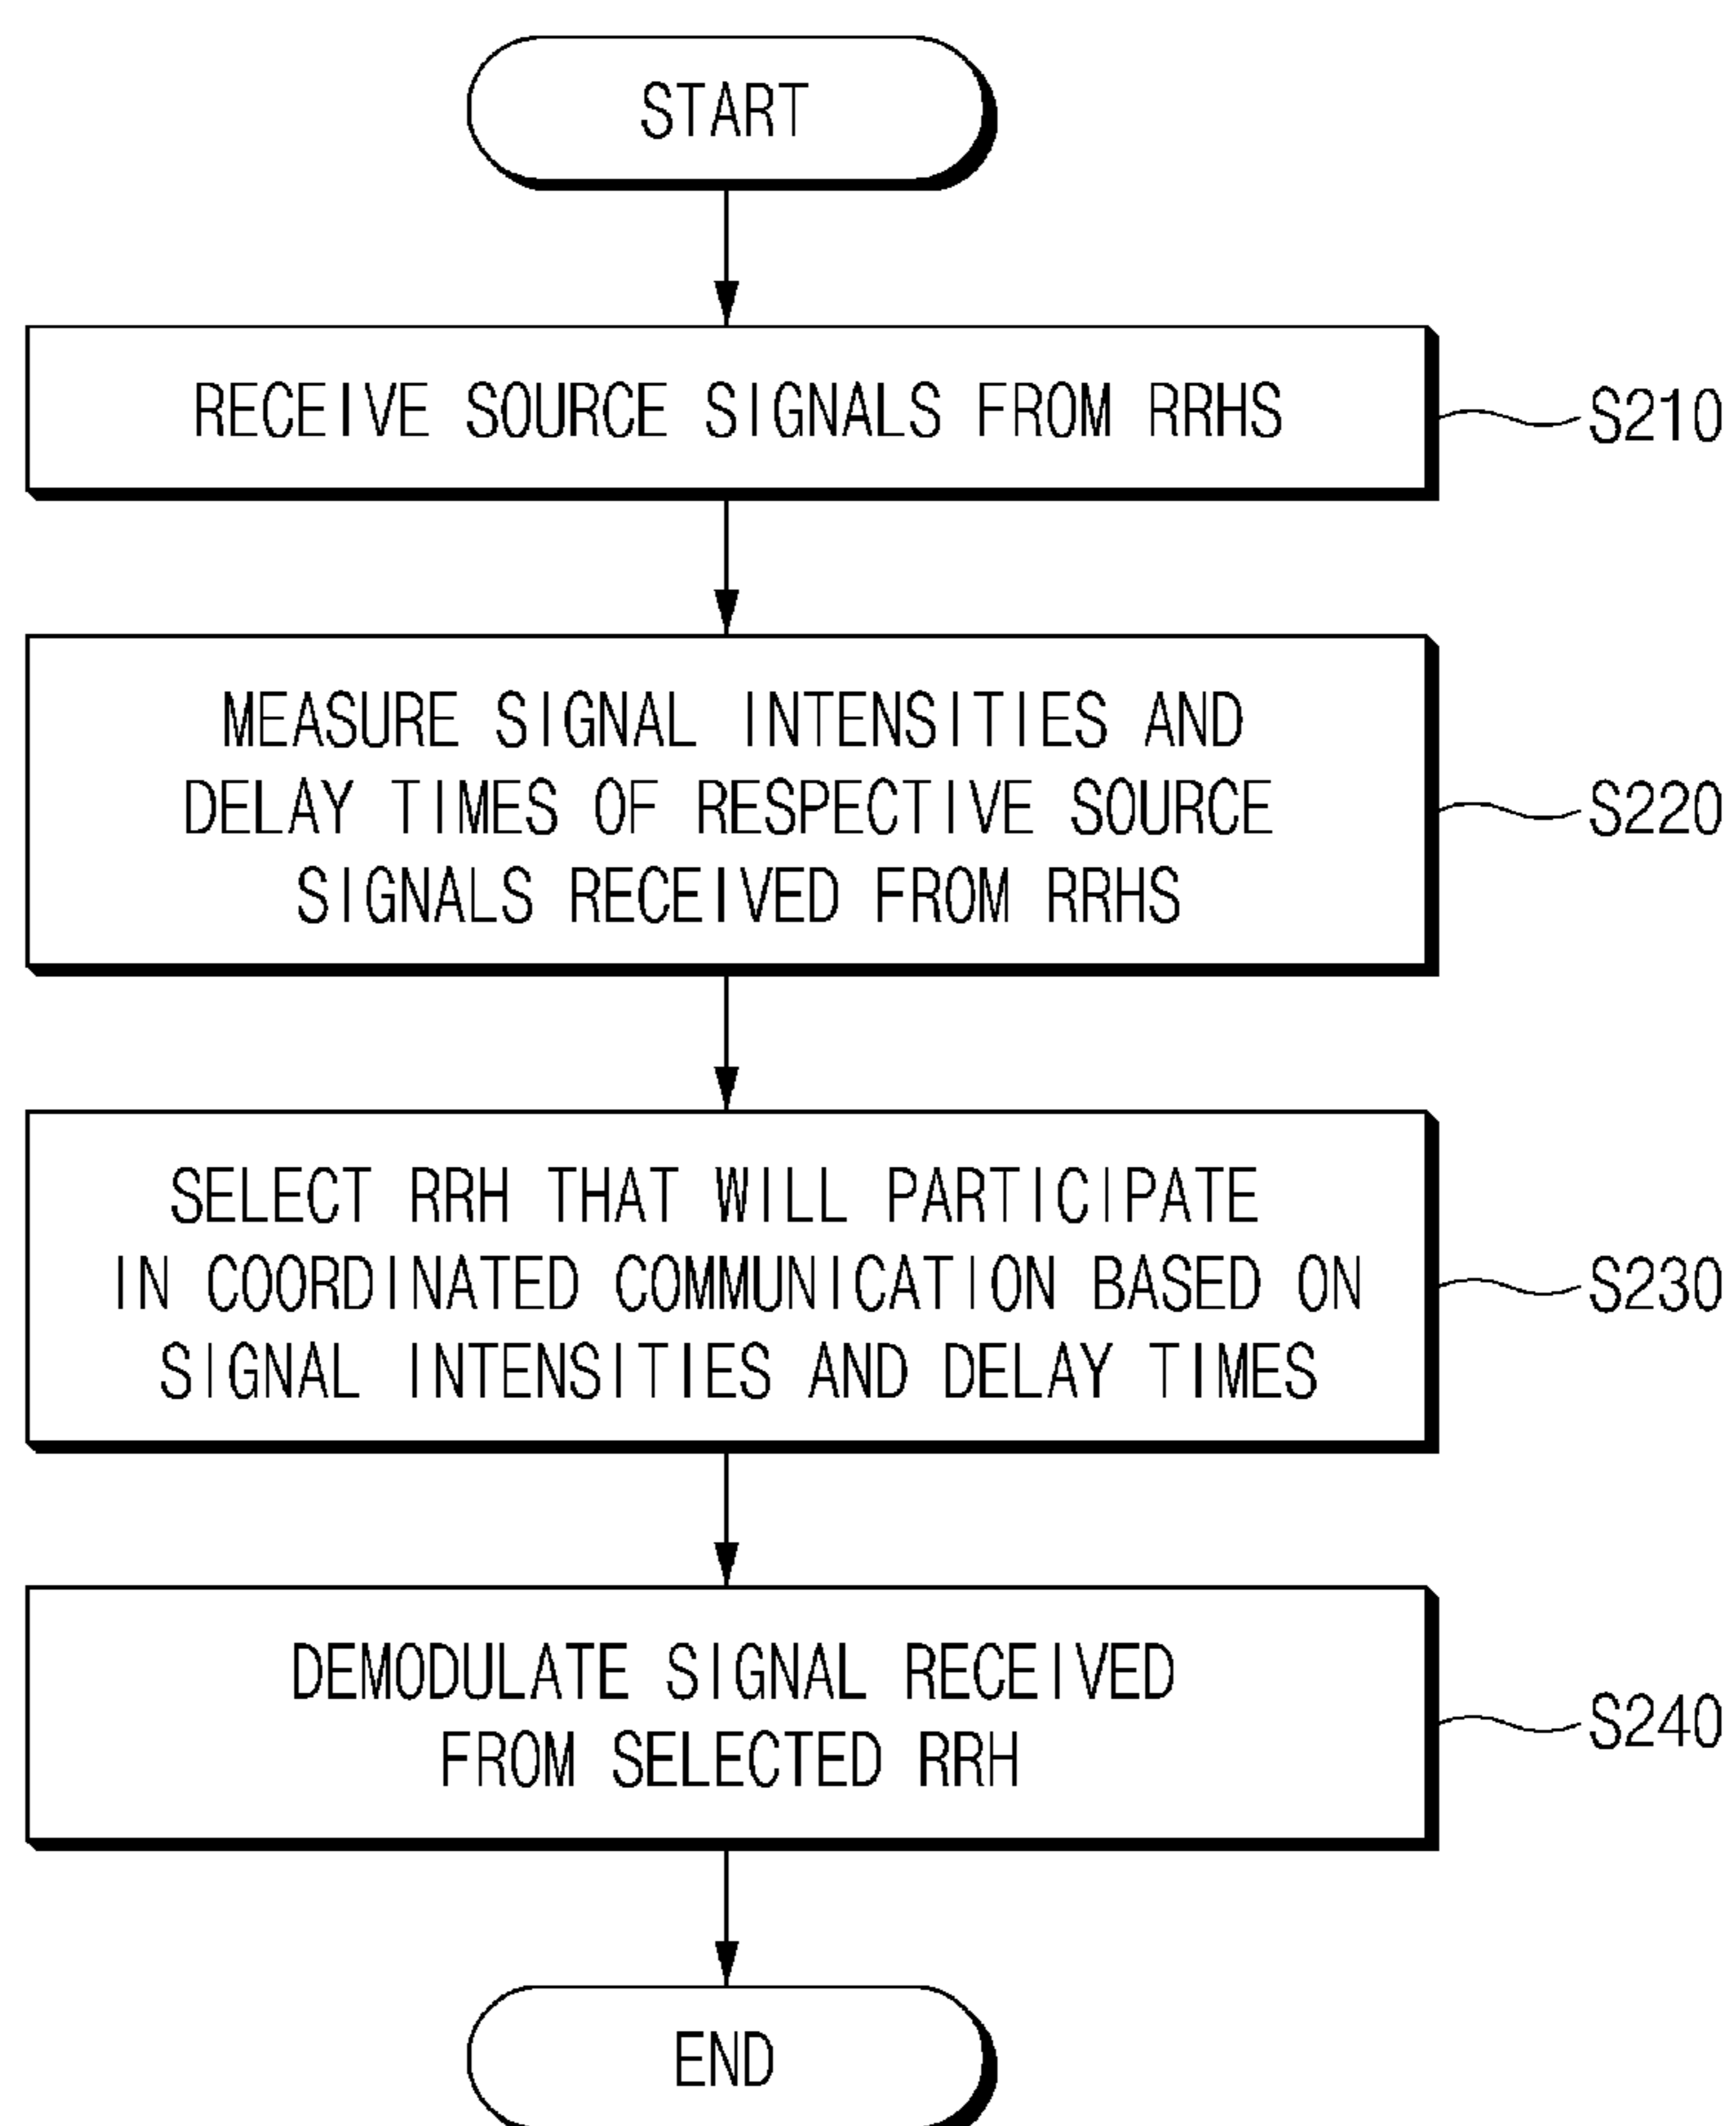 START
RECEIVE SOURCE SIGNALS FROM RRHS
S210
MEASURE SIGNAL INTENSITIES AND
DELAY TIMES OF RESPECTIVE SOURCE
SIGNALS RECEIVED FROM RRHS
S220
SELECT RRH THAT WILL PARTICIPATE
IN COORDINATED COMMUNICATION BASED ON
SIGNAL INTENSITIES AND DELAY TIMES
S230
DEMODULATE SIGNAL RECEIVED
FROM SELECTED RRH
S240
END